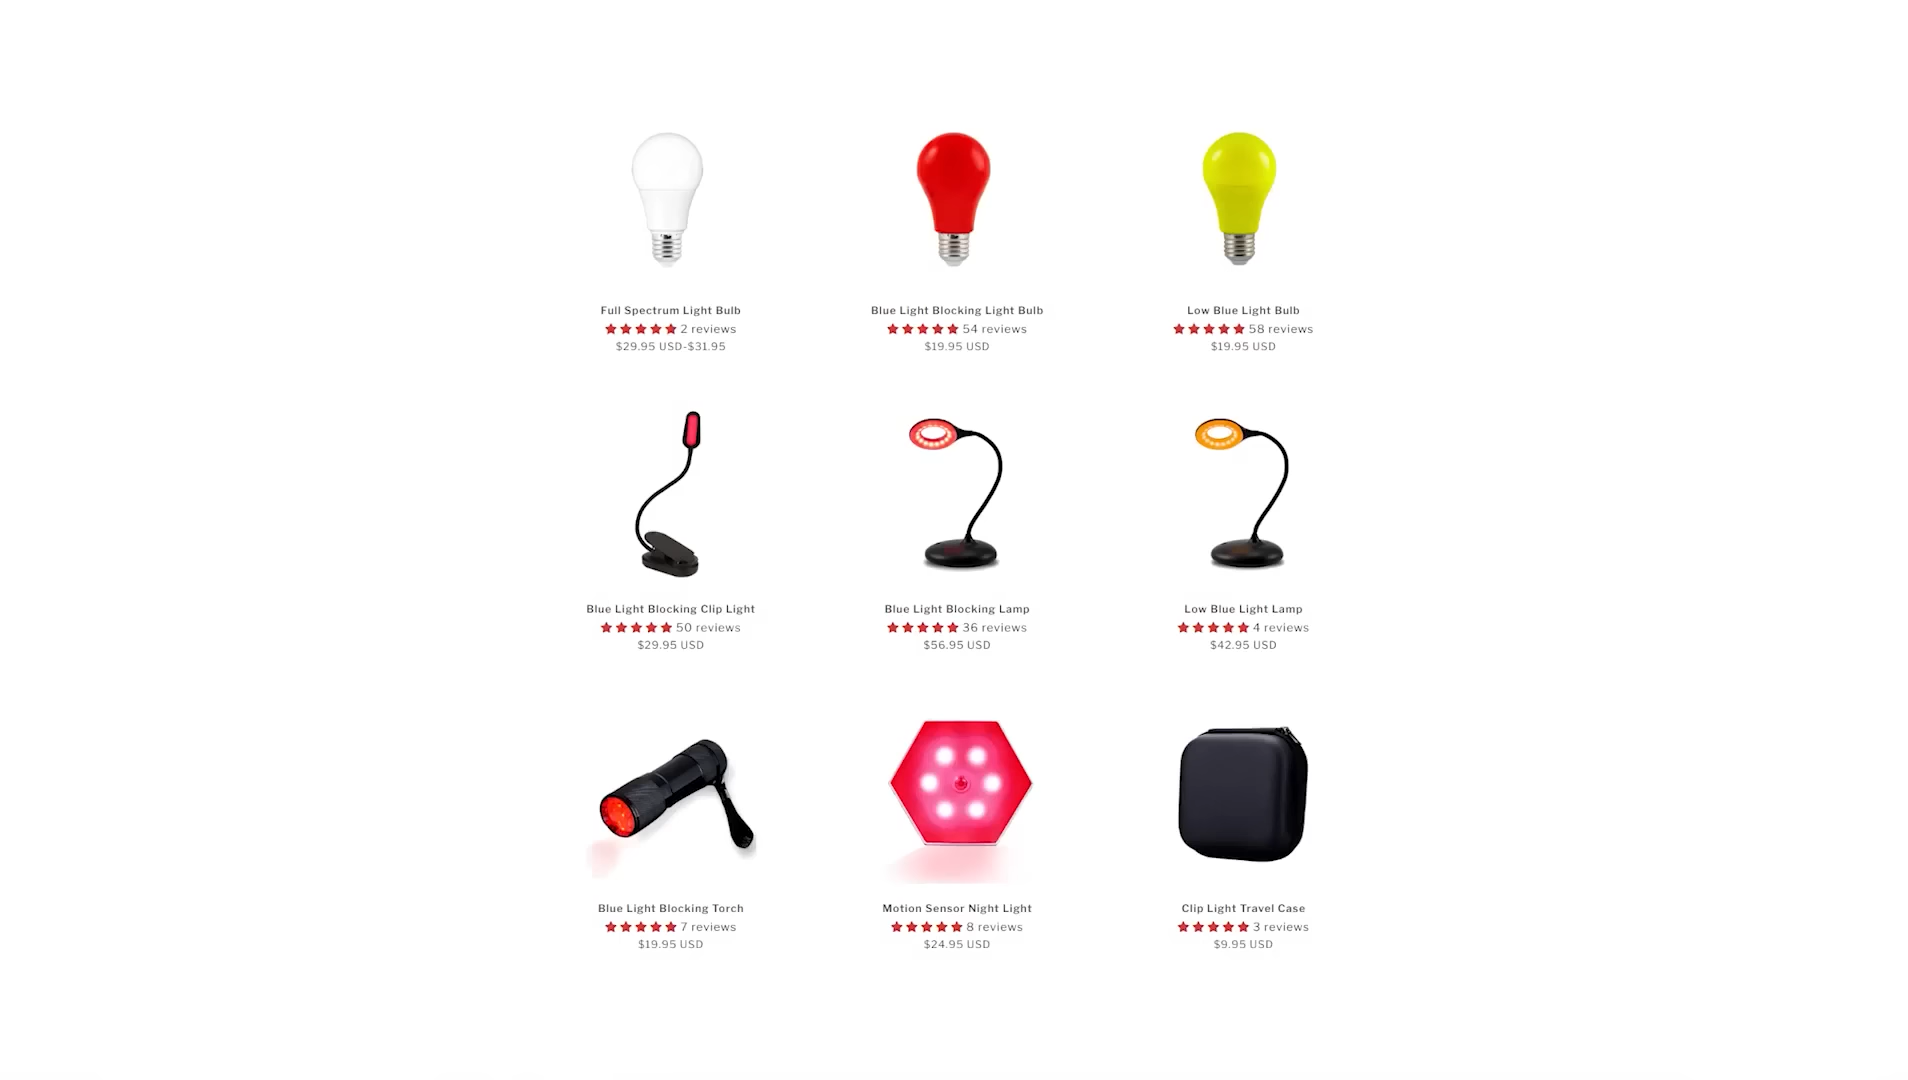 Full Spectrum Light Bulb
2 reviews
$29.95 USD-$31.95
Blue Light Blocking Light Bulb
54 reviews
$19.95 USD
Low Blue Light Bulb
58 reviews
$19.95 USD
Blue Light Blocking Clip Light
50 reviews
$29.95 USD
Blue Light Blocking Lamp
36 reviews
$56.95 USD
Low Blue Light Lamp
4 reviews
$42.95 USD
Blue Light Blocking Torch
7 reviews
$19.95 USD
Motion Sensor Night Light
8 reviews
$24.95 USD
Clip Light Travel Case
3 reviews
$9.95 USD